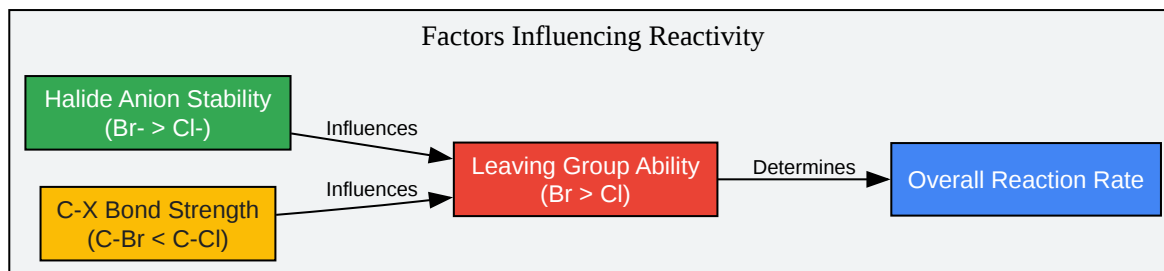 Factors Influencing Reactivity
Halide Anion Stability
(Br- > Cl-)
Influences
C-X Bond Strength
(C-Br < C-Cl)
Influences
Leaving Group Ability
(Br > Cl)
Determines
Overall Reaction Rate